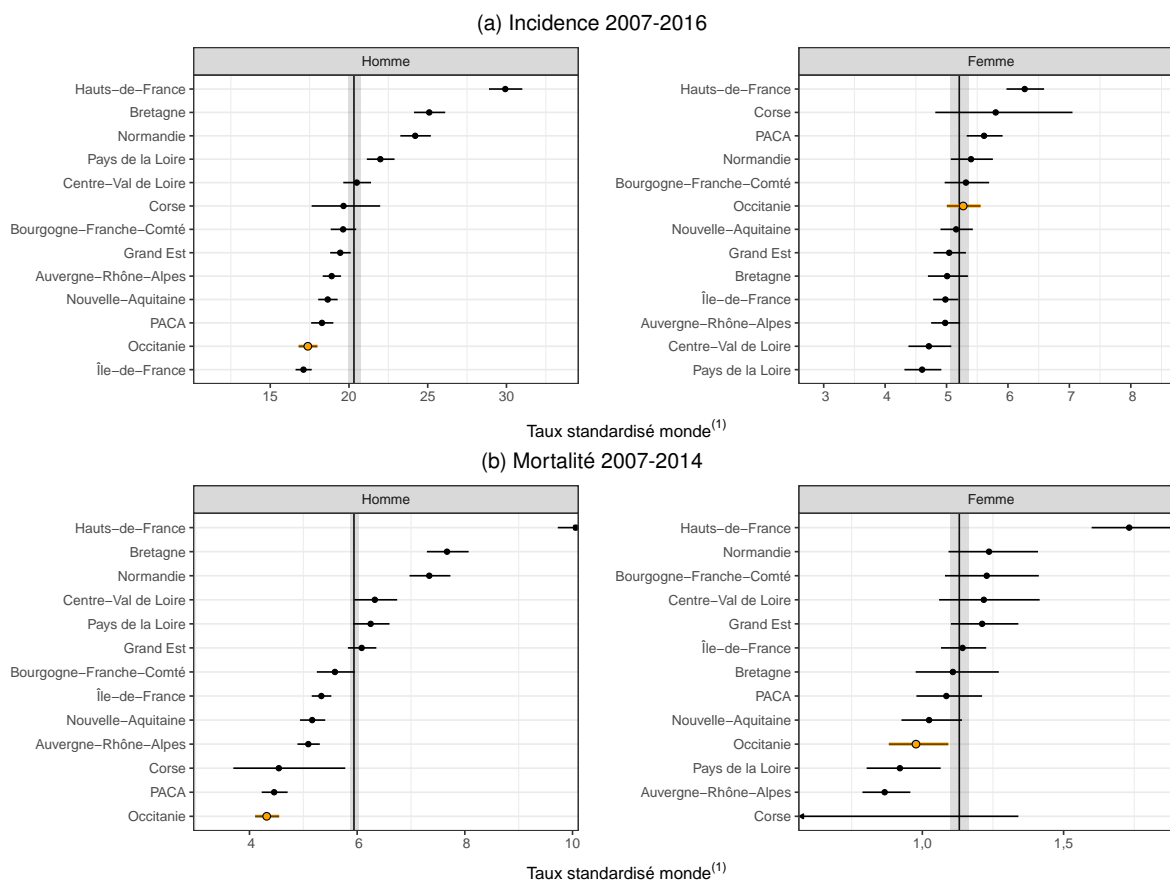 (a) Incidence 2007-2016
Homme
Hauts−de−France
Bretagne
Normandie
Pays de la Loire
Centre−Val de Loire
Corse
Bourgogne−Franche−Comté
Grand Est
Auvergne−Rhône−Alpes
Nouvelle−Aquitaine
PACA
Occitanie
Île−de−France
15 20 25 30
Femme
Hauts−de−France
Corse
PACA
Normandie
Bourgogne−Franche−Comté
Occitanie
Nouvelle−Aquitaine
Grand Est
Bretagne
Île−de−France
Auvergne−Rhône−Alpes
Centre−Val de Loire
Pays de la Loire
3 4 5 6 7 8
Taux standardisé monde(1)
(b) Mortalité 2007-2014
Homme
Hauts−de−France
Bretagne
Normandie
Centre−Val de Loire
Pays de la Loire
Grand Est
Bourgogne−Franche−Comté
Île−de−France
Nouvelle−Aquitaine
Auvergne−Rhône−Alpes
Corse
PACA
Occitanie
4 6 8 10
Femme
Hauts−de−France
Normandie
Bourgogne−Franche−Comté
Centre−Val de Loire
Grand Est
Île−de−France
Bretagne
PACA
Nouvelle−Aquitaine
Occitanie
Pays de la Loire
Auvergne−Rhône−Alpes
Corse
1,0 1,5
Taux standardisé monde(1)